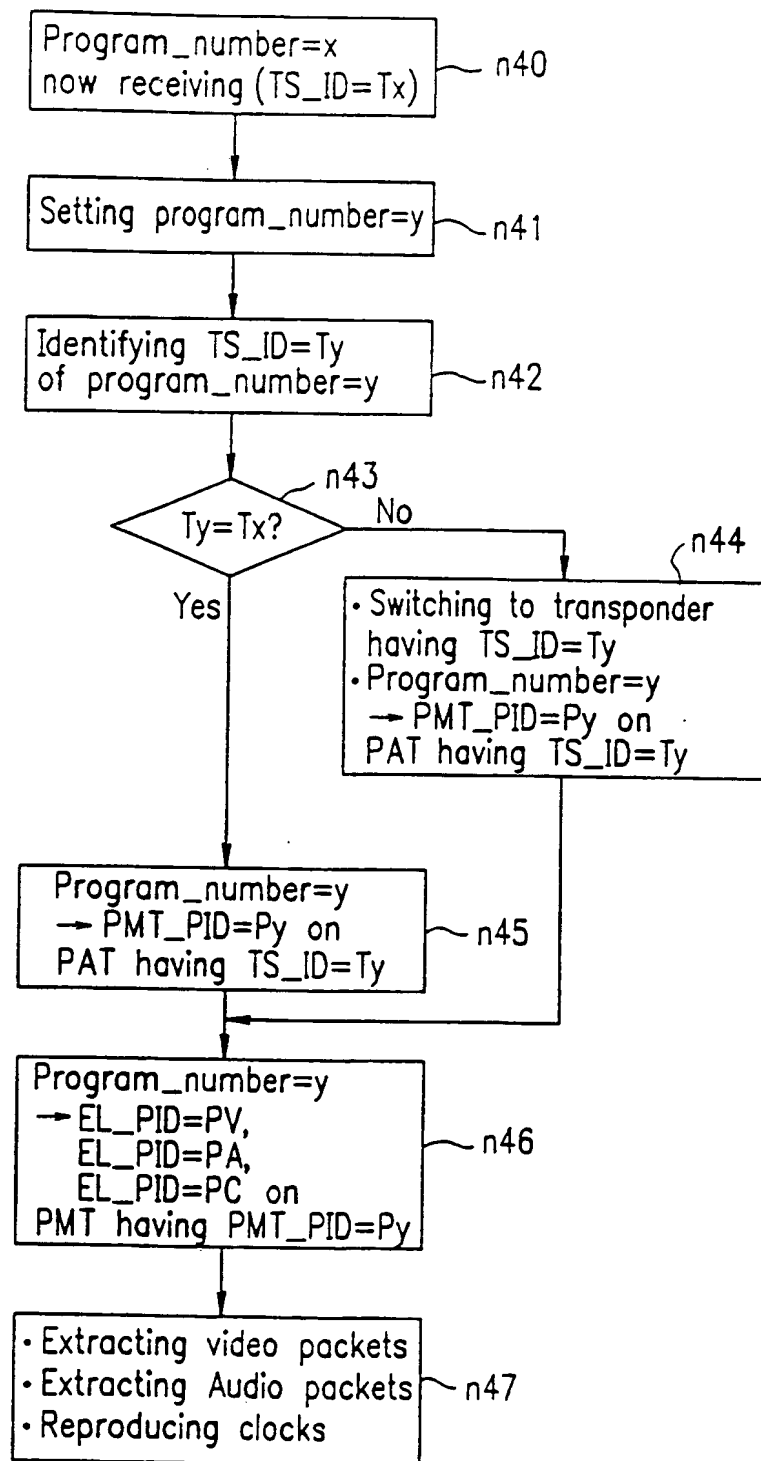 Program_number=x
now receiving (TS_ID=Tx)
n40
Setting program_number=y
n41
Identifying TS_ID=Ty
of program_number=y
n42
n43
Ty=Tx?
No
Yes
n44
· Switching to transponder
having TS_ID=Ty
· Program_number=y
→ PMT_PID=Py on
PAT having TS_ID=Ty
Program_number=y
→ PMT_PID=Py on
PAT having TS_ID=Ty
n45
Program_number=y
→ EL_PID=PV,
EL_PID=PA,
EL_PID=PC on
PMT having PMT_PID=Py
n46
· Extracting video packets
· Extracting Audio packets
· Reproducing clocks
n47